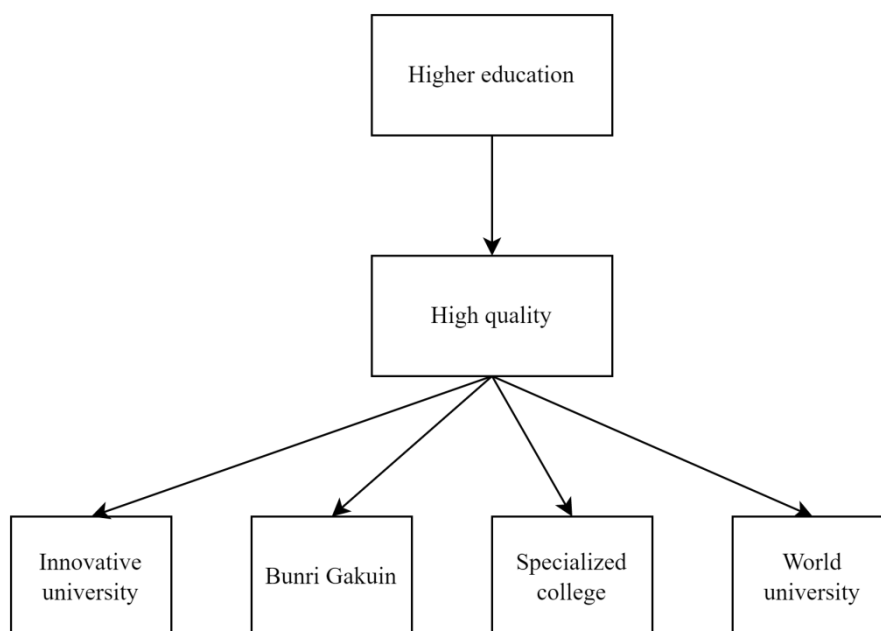 Higher education
High quality
Innovative
university
Bunri Gakuin
Specialized
college
World
university